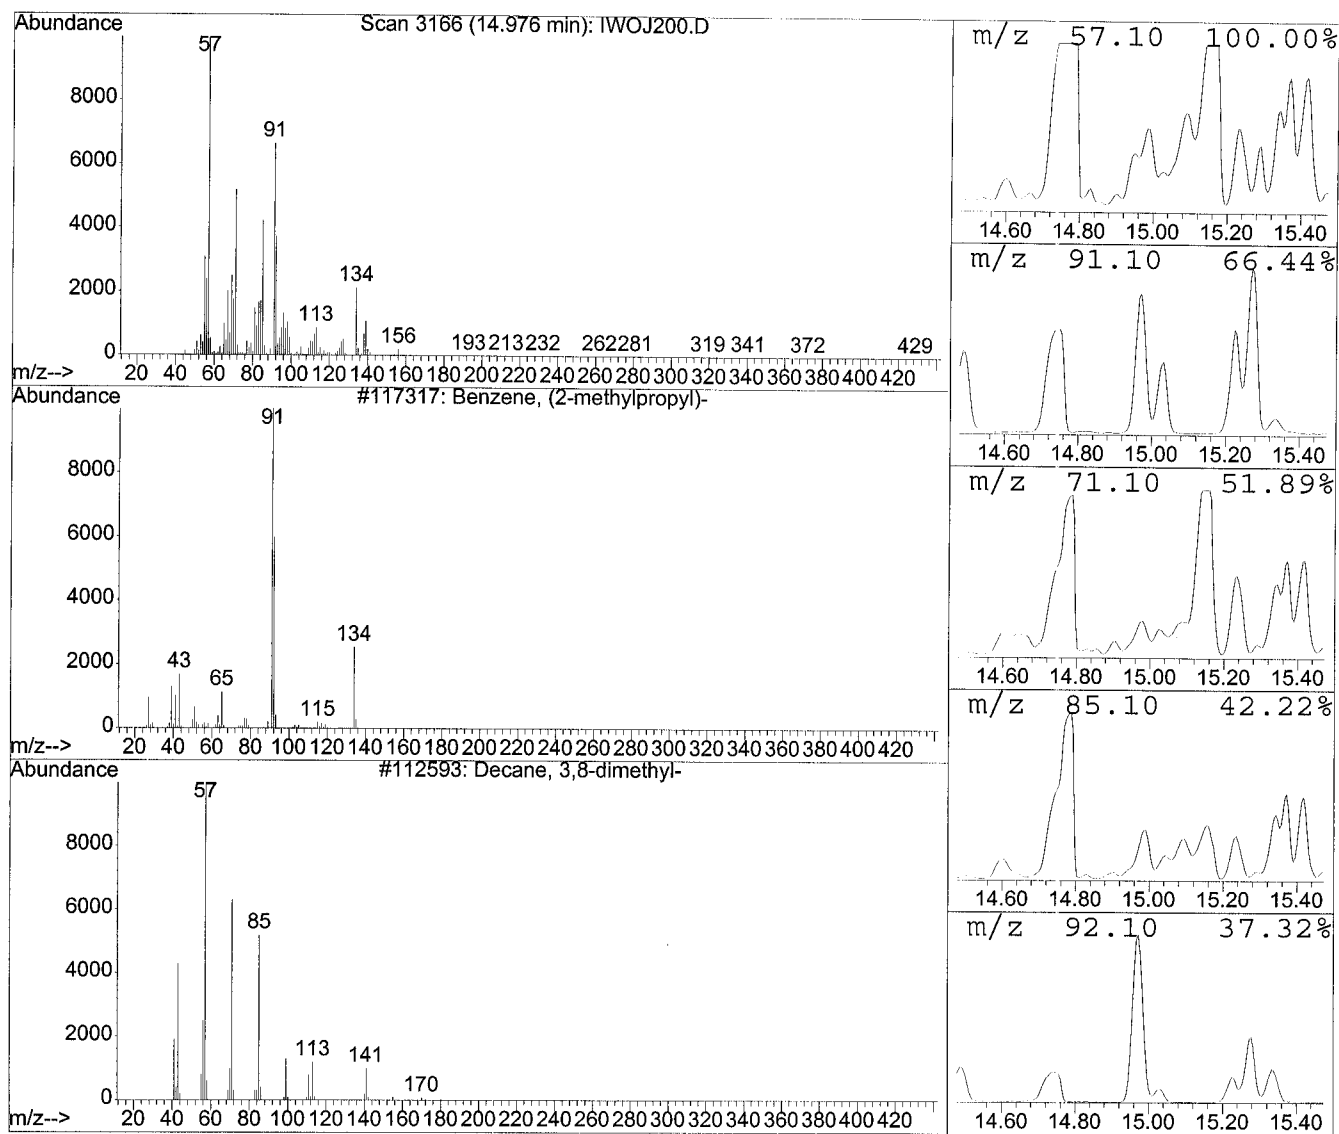 Abundance
Scan 3166 (14.976 min): IWOJ200.D
57
8000
91
6000
4000
134
2000
113
156
193 213 232 262 281 319 341 372 429
0
m/z-->
20 40 60 80 100 120 140 160 180 200 220 240 260 280 300 320 340 360 380 400 420
Abundance
#117317: Benzene, (2-methylpropyl)-
91
8000
6000
4000
134
2000
43
65
115
0
m/z-->
20 40 60 80 100 120 140 160 180 200 220 240 260 280 300 320 340 360 380 400 420
Abundance
#112593: Decane, 3,8-dimethyl-
57
8000
6000
85
4000
2000
113
141
170
0
m/z-->
20 40 60 80 100 120 140 160 180 200 220 240 260 280 300 320 340 360 380 400 420
m/z 57.10 100.00%
14.60 14.80 15.00 15.20 15.40
m/z 91.10 66.44%
14.60 14.80 15.00 15.20 15.40
m/z 71.10 51.89%
14.60 14.80 15.00 15.20 15.40
m/z 85.10 42.22%
14.60 14.80 15.00 15.20 15.40
m/z 92.10 37.32%
14.60 14.80 15.00 15.20 15.40